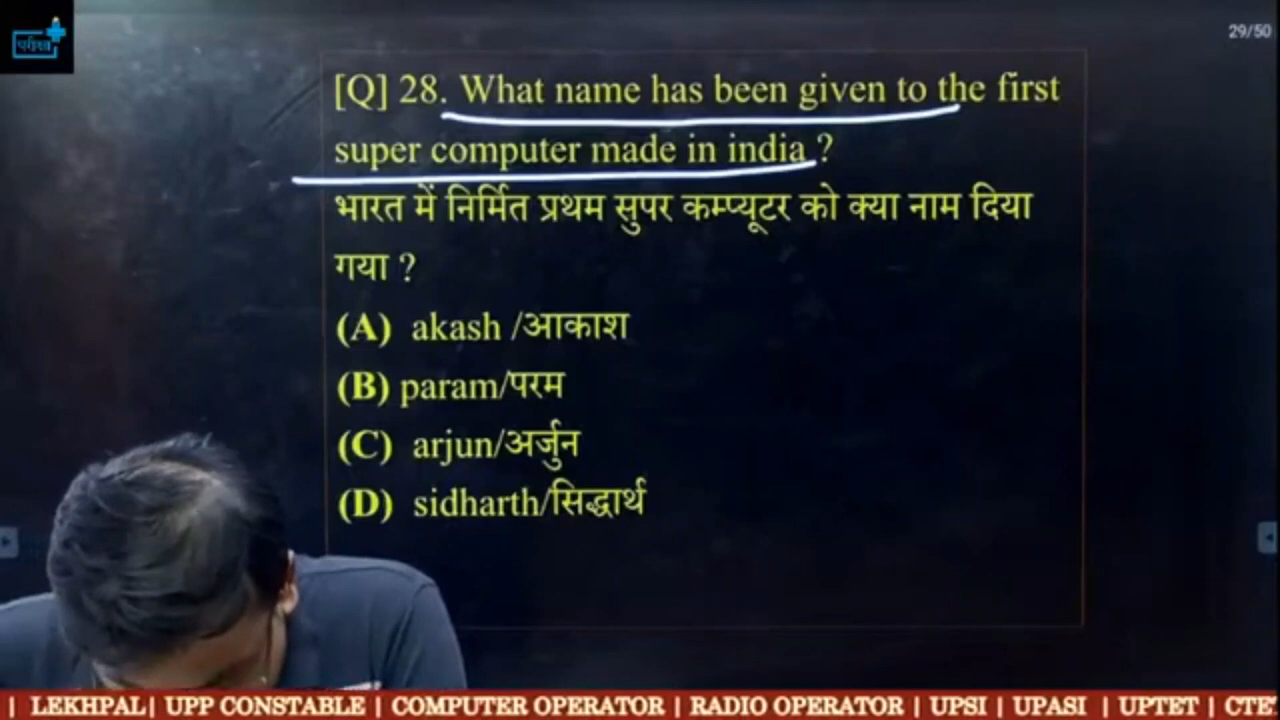 परीक्षा
29/50
[Q] 28. What name has been given to the first
super computer made in india ?
भारत में निर्मित प्रथम सुपर कम्प्यूटर को क्या नाम दिया
गया ?
(A) akash /आकाश
(B) param/परम
(C) arjun/अर्जुन
(D) sidharth/सिद्धार्थ
| LEKHPAL| UPP CONSTABLE | COMPUTER OPERATOR | RADIO OPERATOR | UPSI | UPASI | UPTET | CTE